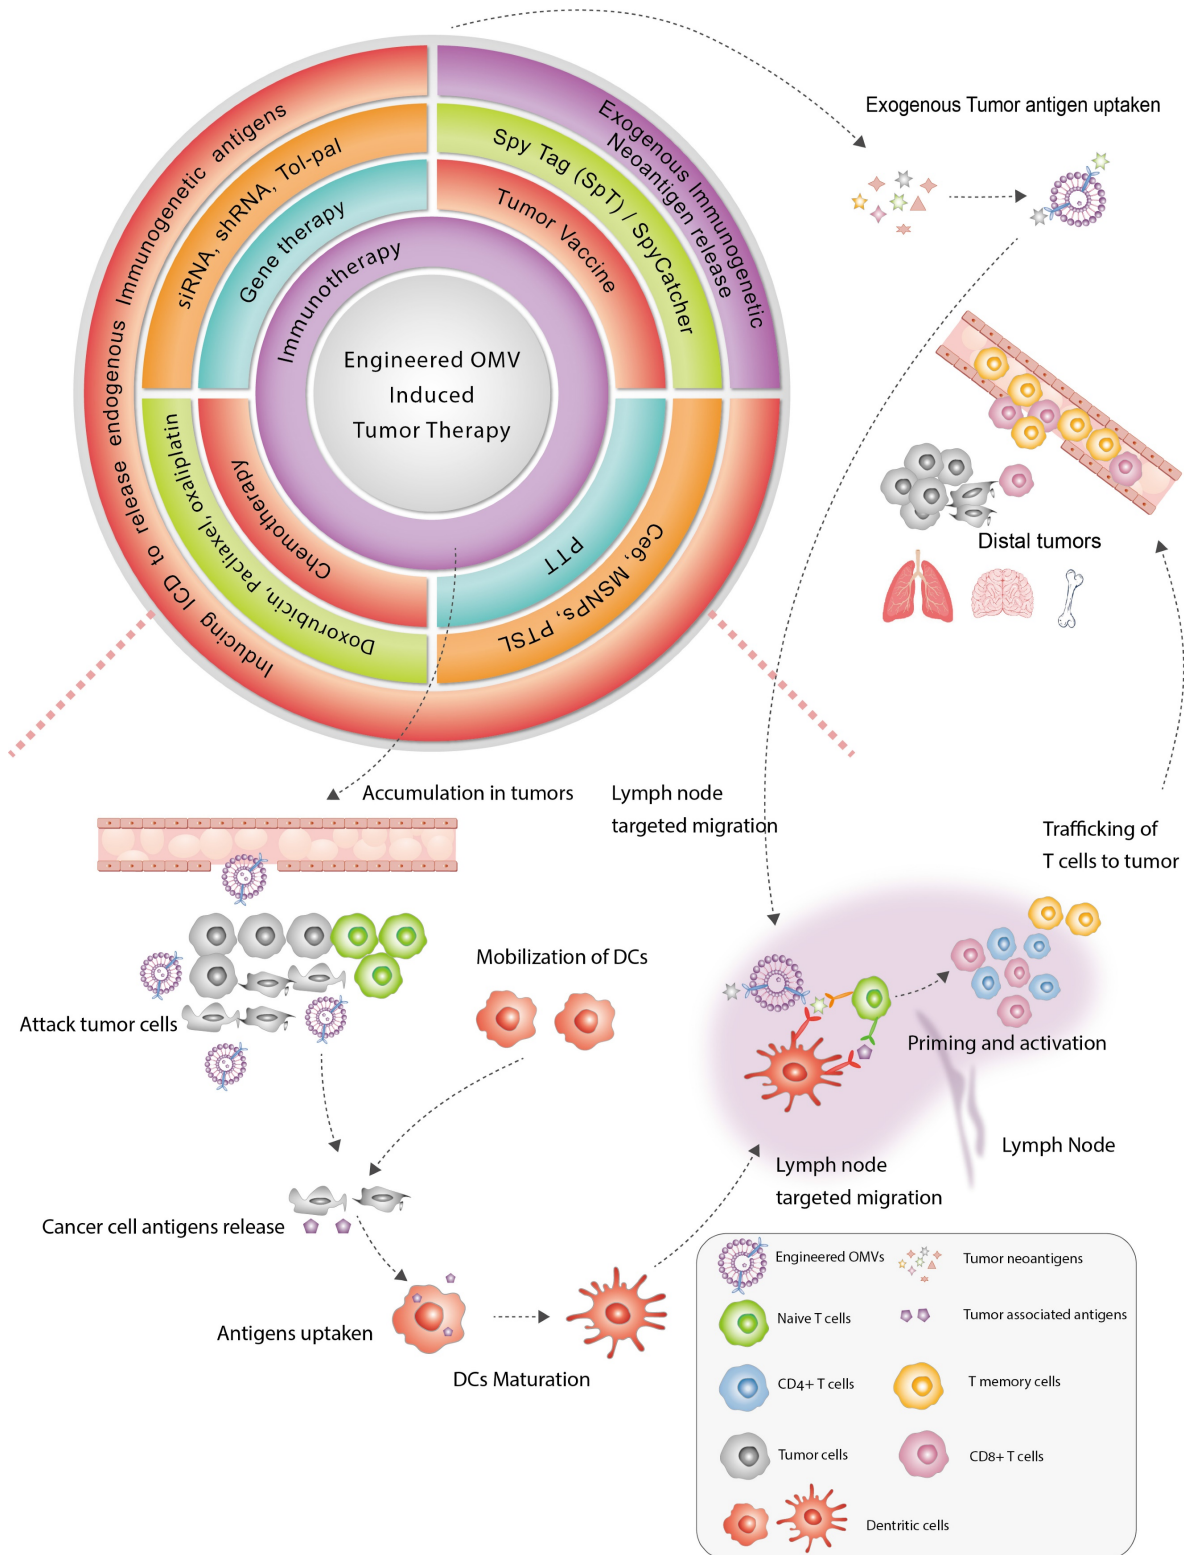 Exogenous Immunogenetic
Neoantigen release
Inducing ICD to release endogenous Immunogenetic antigens
siRNA, shRNA, Tol-pal
Spy Tag (SpT) / SpyCatcher
Gene therapy
Tumor Vaccine
Immunotherapy
Engineered OMV
Induced
Tumor Therapy
Chemotherapy
PTT
Doxorubicin, Pacliaxel, oxaliplatin
Ce6, MSNPs, PTSL
Exogenous Tumor antigen uptaken
Distal tumors
Accumulation in tumors
Lymph node
targeted migration
Trafficking of
T cells to tumor
Mobilization of DCs
Attack tumor cells
Priming and activation
Lymph Node
Lymph node
targeted migration
Cancer cell antigens release
Antigens uptaken
DCs Maturation
Engineered OMVs
Tumor neoantigens
Naive T cells
Tumor associated antigens
CD4+ T cells
T memory cells
Tumor cells
CD8+ T cells
Dentritic cells